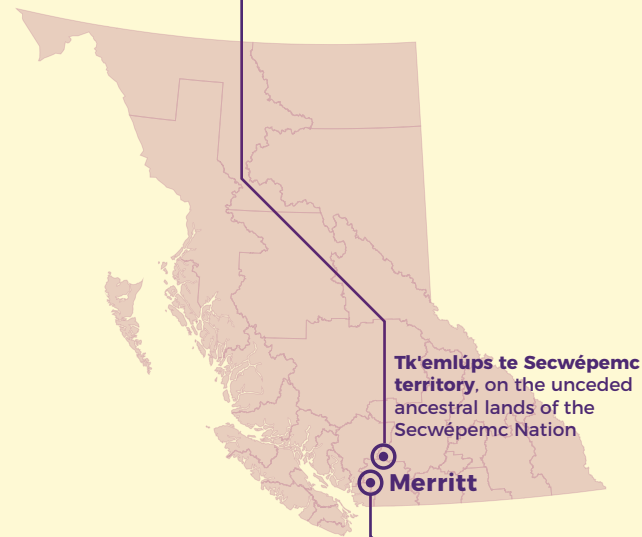 Tk'emlúps te Secwépemc
territory, on the unceded
ancestral lands of the
Secwépemc Nation
Merritt